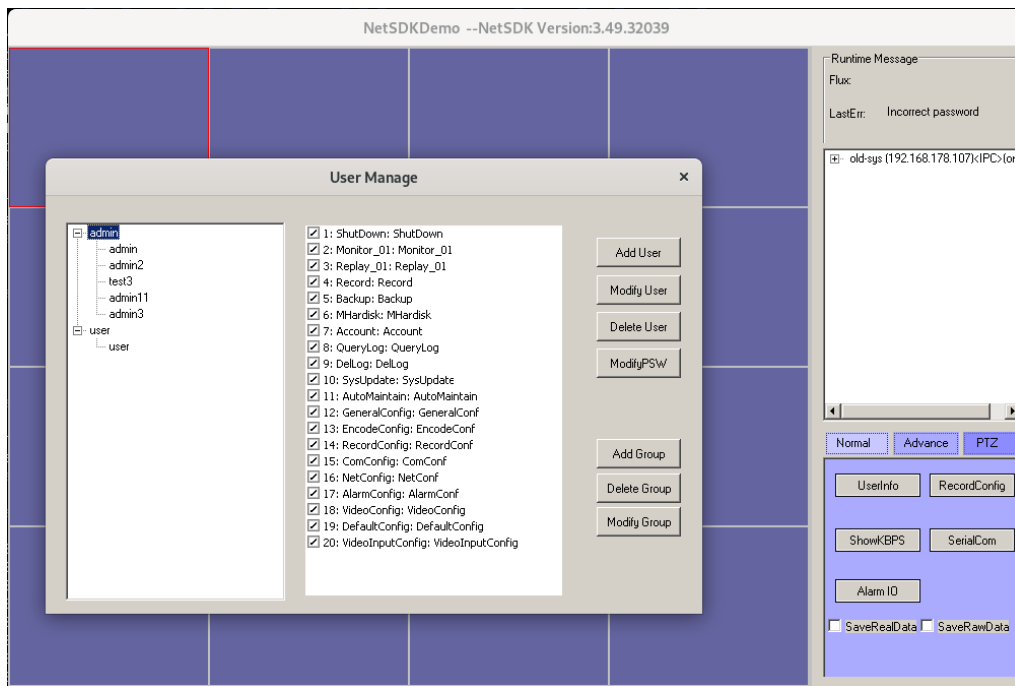 NetSDKDemo --NetSDK Version:3.49.32039
Runtime Message
Flux:
LastErr: Incorrect password
old-sys (192.168.178.107)<IPC>(or
User Manage
admin
admin
admin2
test3
admin11
admin3
user
user
1: ShutDown: ShutDown
2: Monitor_01: Monitor_01
3: Replay_01: Replay_01
4: Record: Record
5: Backup: Backup
6: MHardisk: MHardisk
7: Account: Account
8: QueryLog: QueryLog
9: DelLog: DelLog
10: SysUpdate: SysUpdate
11: AutoMaintain: AutoMaintain
12: GeneralConfig: GeneralConf
13: EncodeConfig: EncodeConf
14: RecordConfig: RecordConf
15: ComConfig: ComConf
16: NetConfig: NetConf
17: AlarmConfig: AlarmConf
18: VideoConfig: VideoConfig
19: DefaultConfig: DefaultConfig
20: VideoInputConfig: VideoInputConfig
Add User
Modify User
Delete User
ModifyPSW
Add Group
Delete Group
Modify Group
Normal Advance PTZ
UserInfo RecordConfig
ShowKBPS SerialCom
Alarm IO
SaveRealData SaveRawData